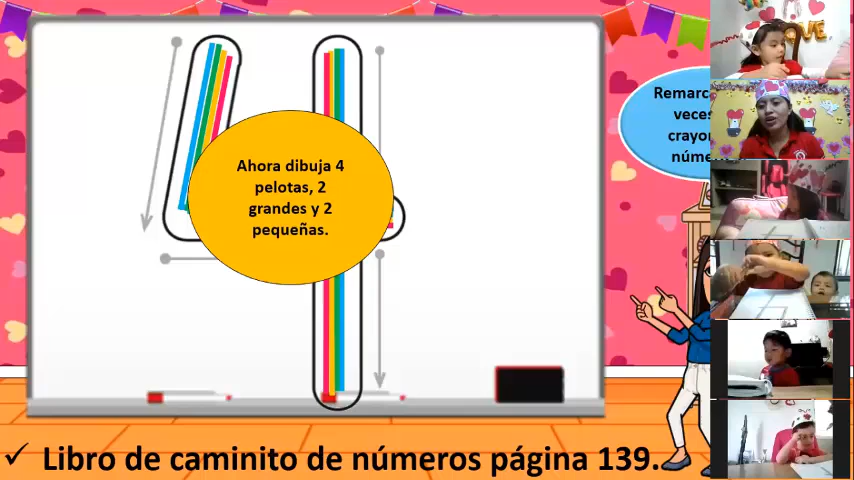 Ahora dibuja 4
pelotas, 2
grandes y 2
pequeñas.
Remarc
veces
crayo
núme
✓ Libro de caminito de números página 139.